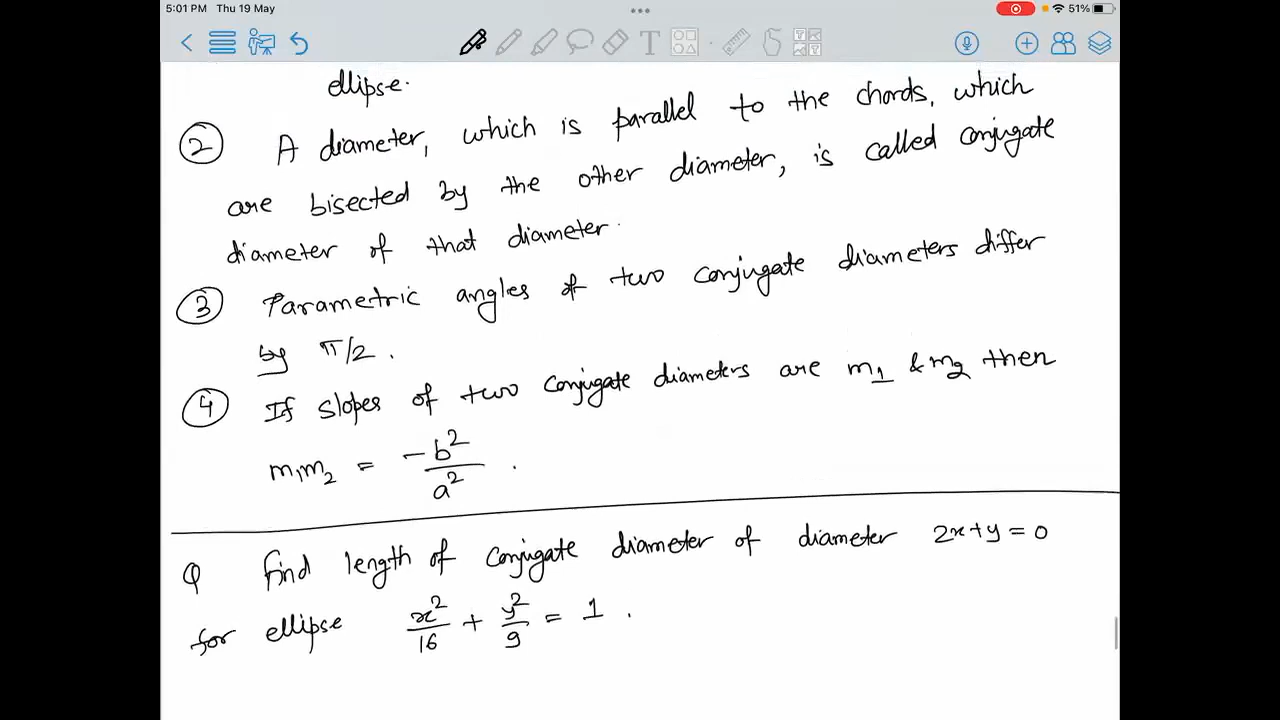 5:01 PM Thu 19 May
51%
T
ellipse.
② A diameter, which is parallel to the chords, which
are bisected by the other diameter, is called conjugate
diameter of that diameter.
③ Parametric angles of two conjugate diameters differ
by π/2.
④ If slopes of two conjugate diameters are m₁ & m₂ then
m₁m₂ = -b²/a².
Q Find length of conjugate diameter of diameter 2x+y=0
for ellipse x²/16 + y²/9 = 1.